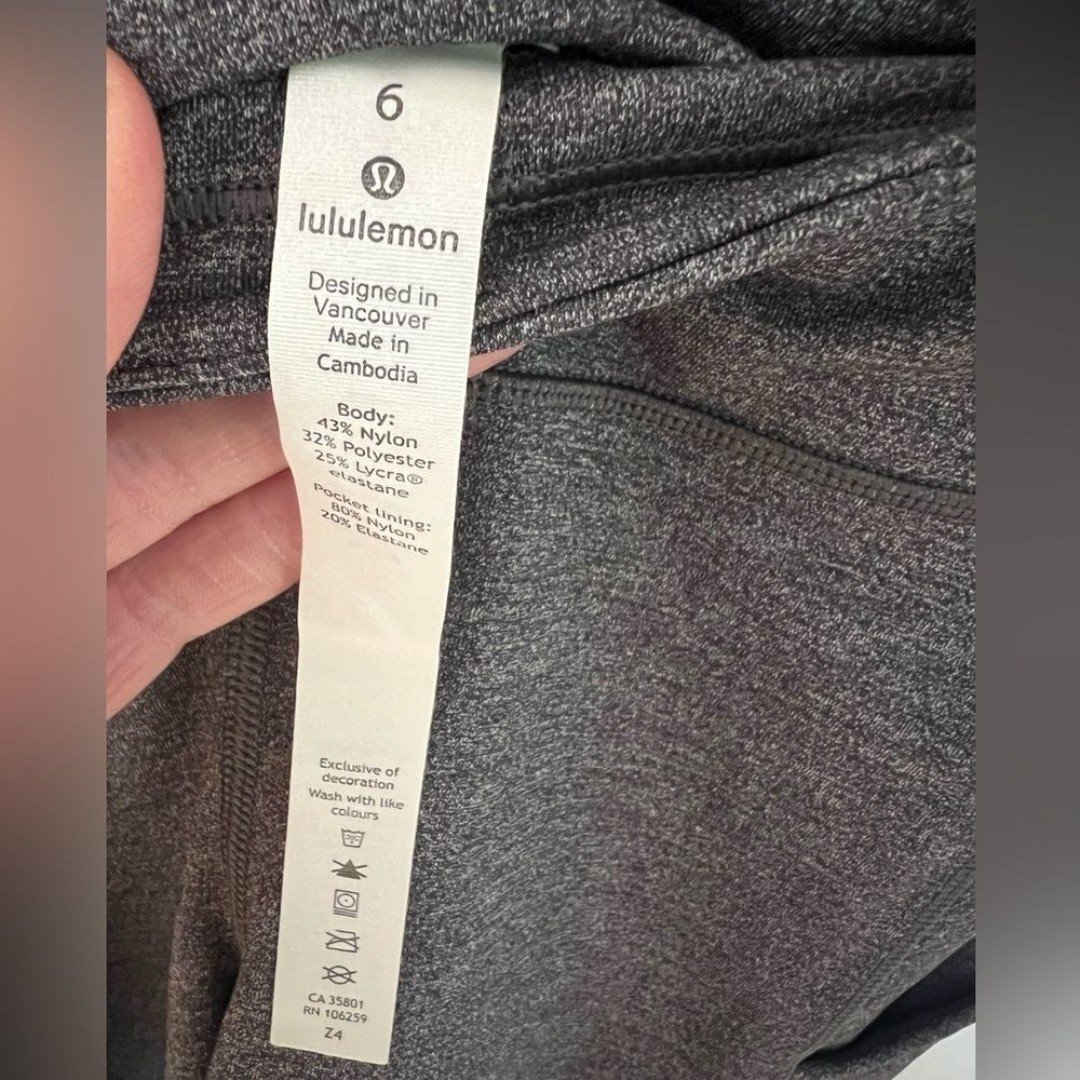 6
lululemon
Designed in
Vancouver
Made in
Cambodia
Body:
43% Nylon
32% Polyester
25% Lycra®
elastane
Pocket lining:
80% Nylon
20% Elastane
Exclusive of
decoration
Wash with like
colours
CA 35801
RN 106259
Z4